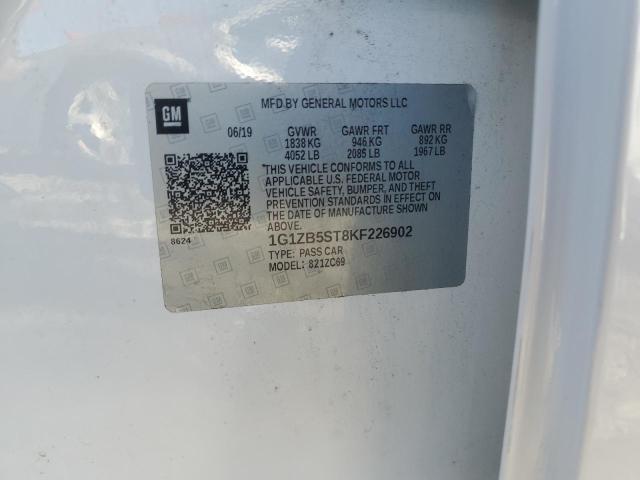 GM
MFD BY GENERAL MOTORS LLC
06/19 GVWR GAWR FRT GAWR RR
1838 KG 946 KG 892 KG
4052 LB 2085 LB 1967 LB
THIS VEHICLE CONFORMS TO ALL
APPLICABLE U.S. FEDERAL MOTOR
VEHICLE SAFETY, BUMPER, AND THEFT
PREVENTION STANDARDS IN EFFECT ON
THE DATE OF MANUFACTURE SHOWN
ABOVE.
8624
1G1ZB5ST8KF226902
TYPE: PASS CAR
MODEL: 821ZC69